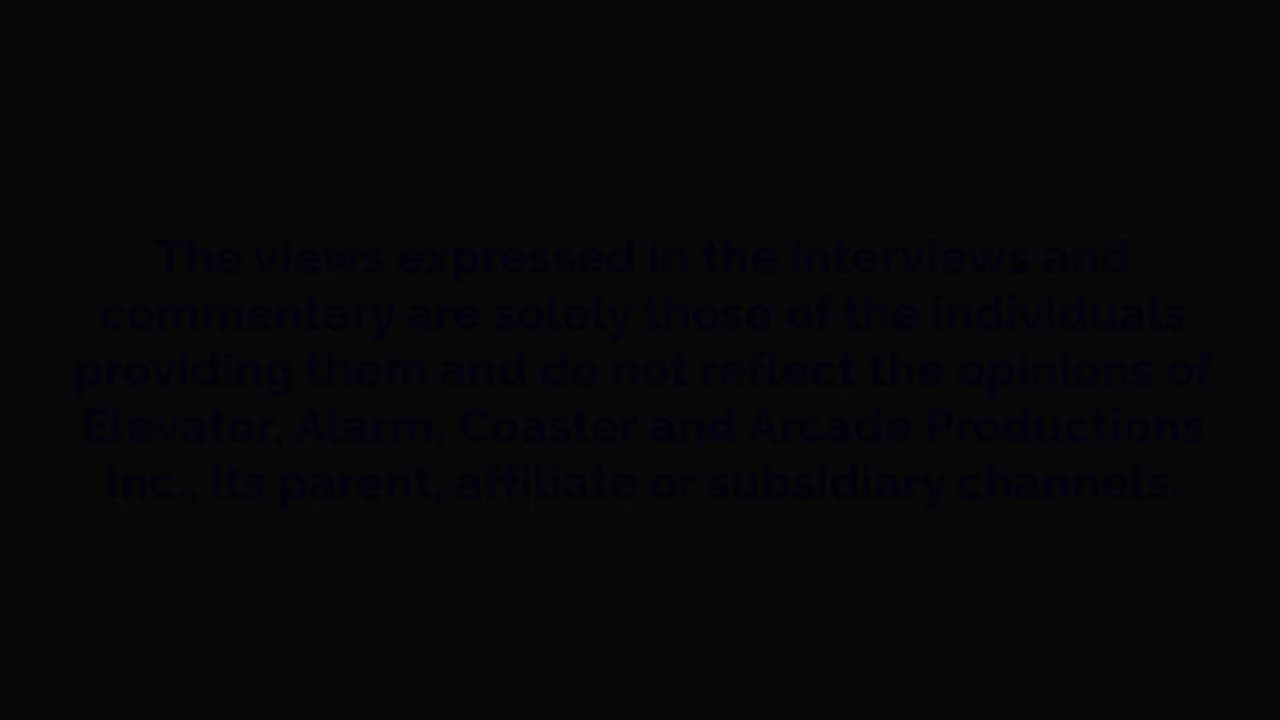 The views expressed in the interviews and
commentary are solely those of the individuals
providing them and do not reflect the opinions of
Elevator, Alarm, Coaster and Arcade Productions
Inc., its parent, affiliate or subsidiary channels.